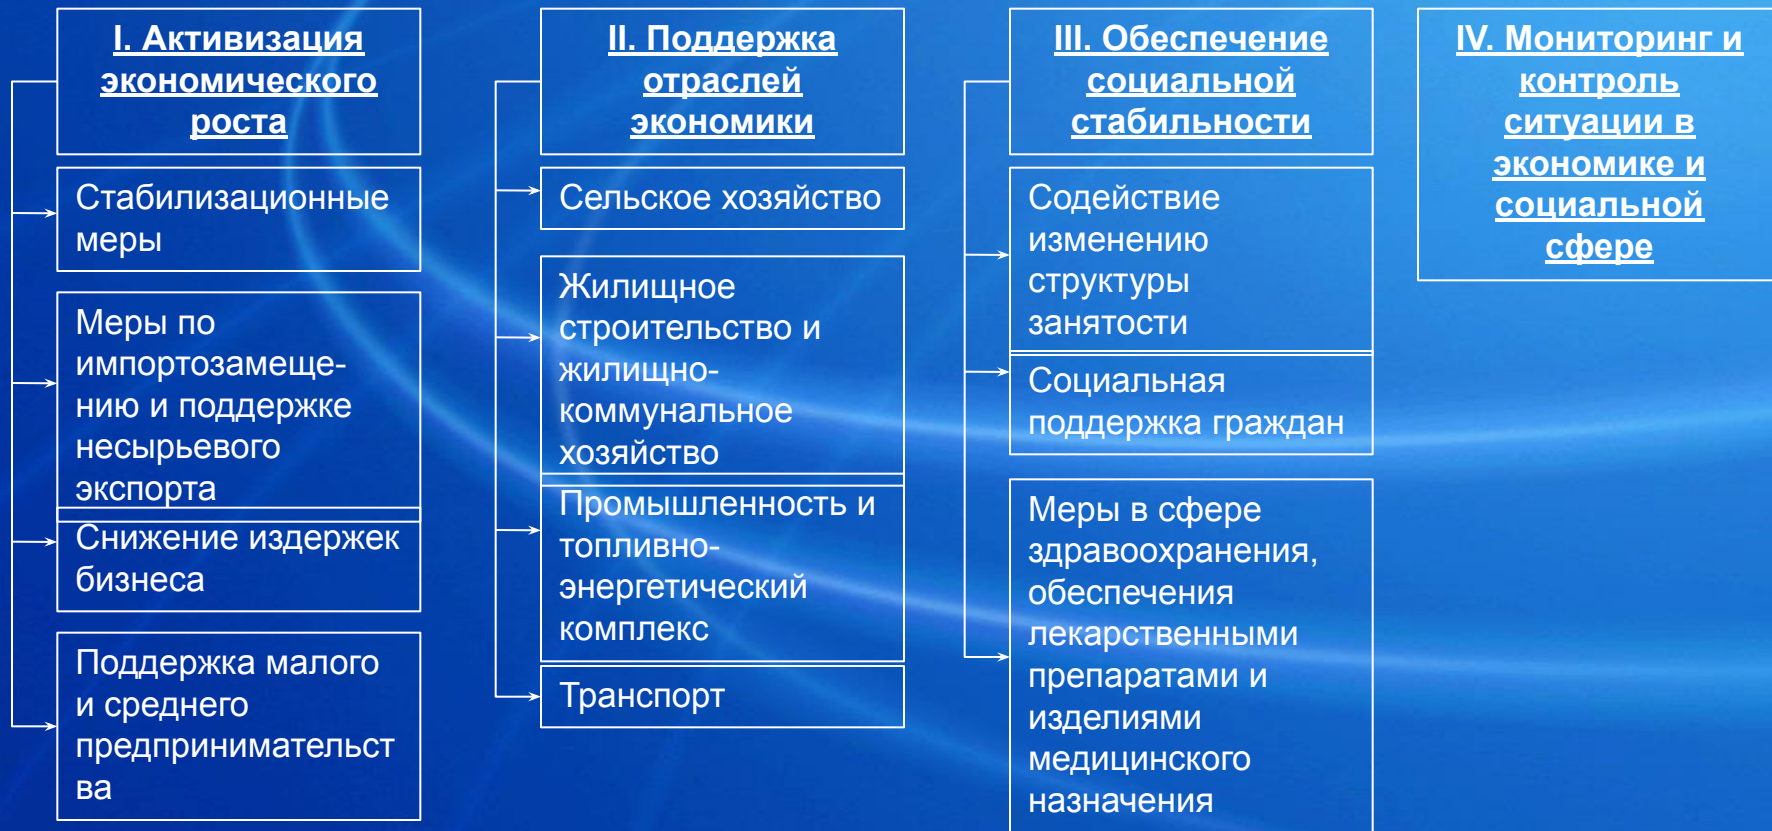 I. Активизация
экономического
роста
Стабилизационные
меры
Меры по
импортозамеще-
нию и поддержке
несырьевого
экспорта
Снижение издержек
бизнеса
Поддержка малого
и среднего
предпринимательст
ва
II. Поддержка
отраслей
экономики
Сельское хозяйство
Жилищное
строительство и
жилищно-
коммунальное
хозяйство
Промышленность и
топливно-
энергетический
комплекс
Транспорт
III. Обеспечение
социальной
стабильности
Содействие
изменению
структуры
занятости
Социальная
поддержка граждан
Меры в сфере
здравоохранения,
обеспечения
лекарственными
препаратами и
изделиями
медицинского
назначения
IV. Мониторинг и
контроль
ситуации в
экономике и
социальной
сфере